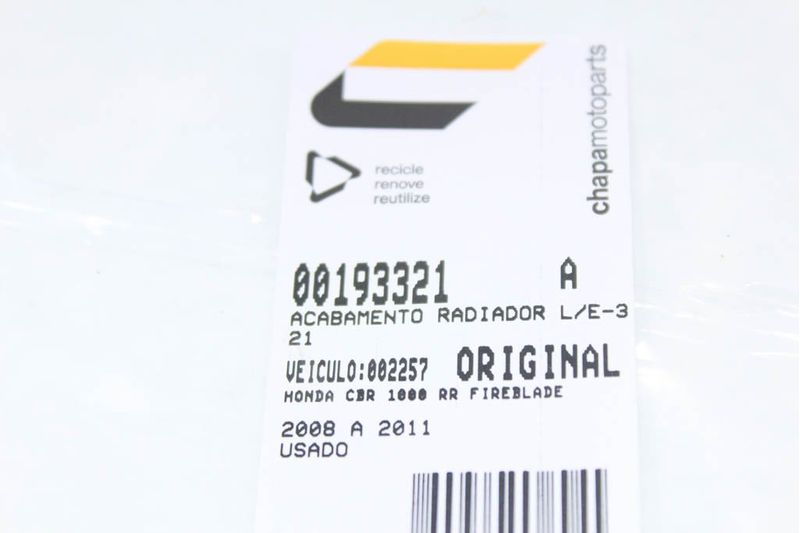 chapamotoparts
recicle
renove
reutilize
00193321 A
ACABAMENTO RADIADOR L/E-3
21
VEICULO:002257 ORIGINAL
HONDA CBR 1000 RR FIREBLADE
2008 A 2011
USADO